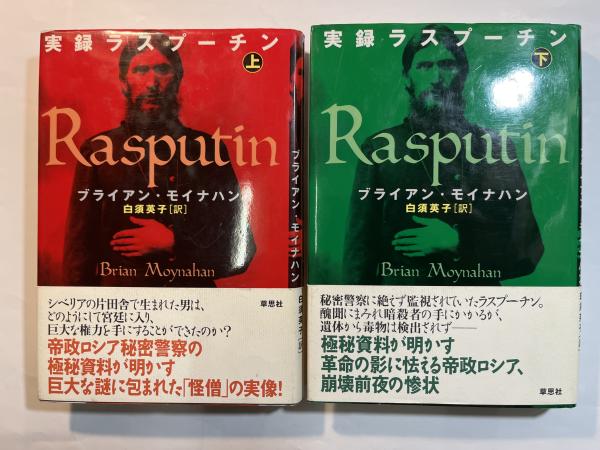 実録ラスプーチン
上
Rasputin
ブライアン・モイナハン
白須英子[訳]
Brian Moynahan
シベリアの片田舎で生まれた男は、
どのようにして宮廷に入り、
巨大な権力を手にすることができたのか?
帝政ロシア秘密警察の
極秘資料が明かす
巨大な謎に包まれた「怪僧」の実像!
草思社
ブライアン・モイナハン
白須英子[訳]
実録ラスプーチン
下
Rasputin
ブライアン・モイナハン
白須英子[訳]
Brian Moynahan
秘密警察に絶えず監視されていたラスプーチン。
醜聞にまみれ暗殺者の手にかかるが、
遺体から毒物は検出されず――
極秘資料が明かす
革命の影に怯える帝政ロシア、
崩壊前夜の惨状
草思社